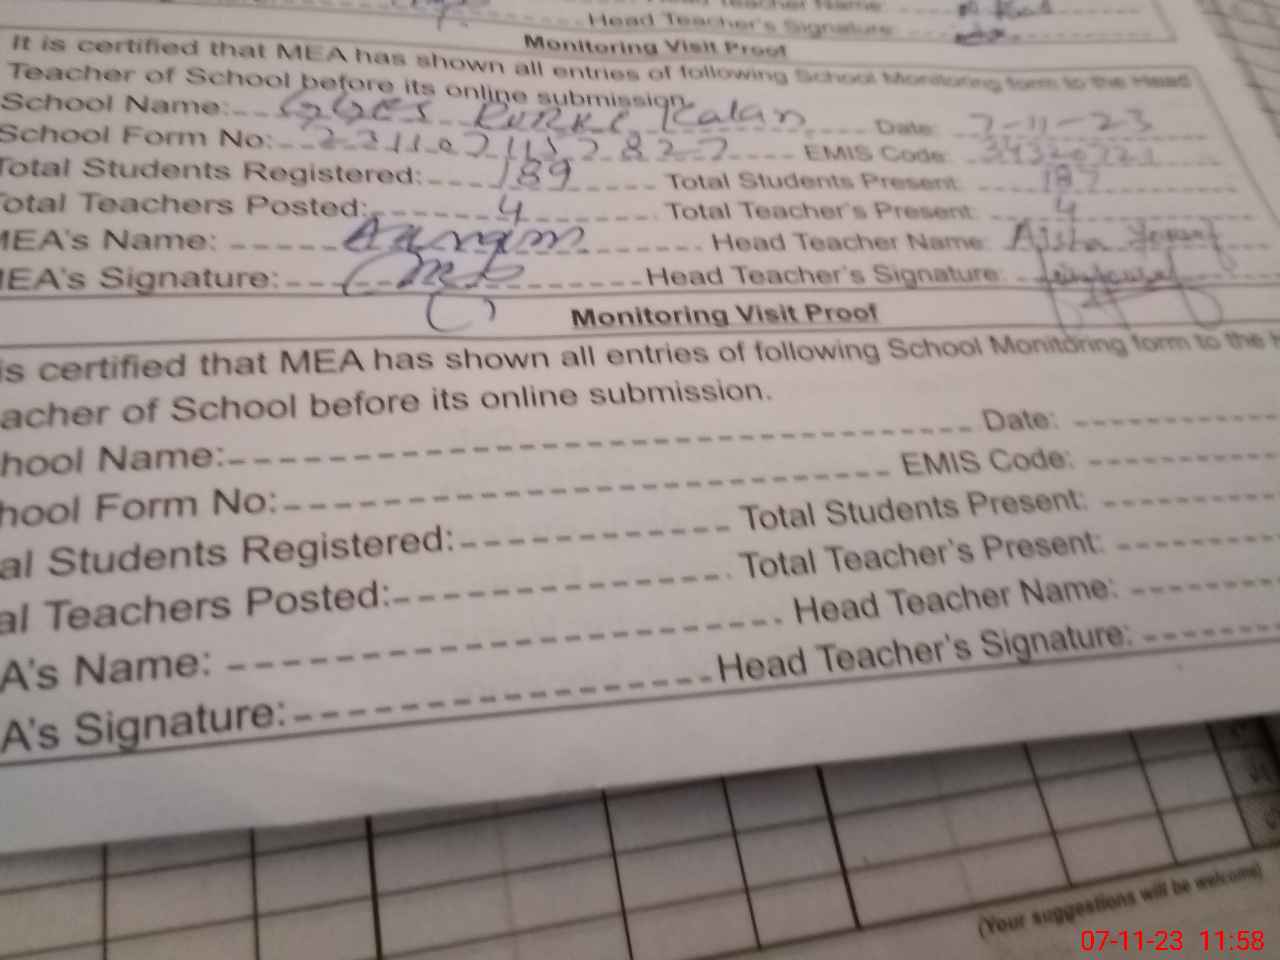 Head Teacher Name
Head Teacher's Signature:
Monitoring Visit Proof
It is certified that MEA has shown all entries of following School Monitoring form to the Head
Teacher of School before its online submission.
School Name: Kalan Date: 7-11-23
School Form No: EMIS Code:
Total Students Registered: 189 Total Students Present: 187
otal Teachers Posted: 4 Total Teacher's Present: 4
MEA's Name: Head Teacher Name: Aisha
MEA's Signature: Head Teacher's Signature:
Monitoring Visit Proof
is certified that MEA has shown all entries of following School Monitoring form to the H
acher of School before its online submission.
hool Name: Date:
hool Form No: EMIS Code:
al Students Registered: Total Students Present:
al Teachers Posted: Total Teacher's Present:
A's Name: Head Teacher Name:
A's Signature: Head Teacher's Signature:
(Your suggestions will be welcome)
07-11-23 11:58